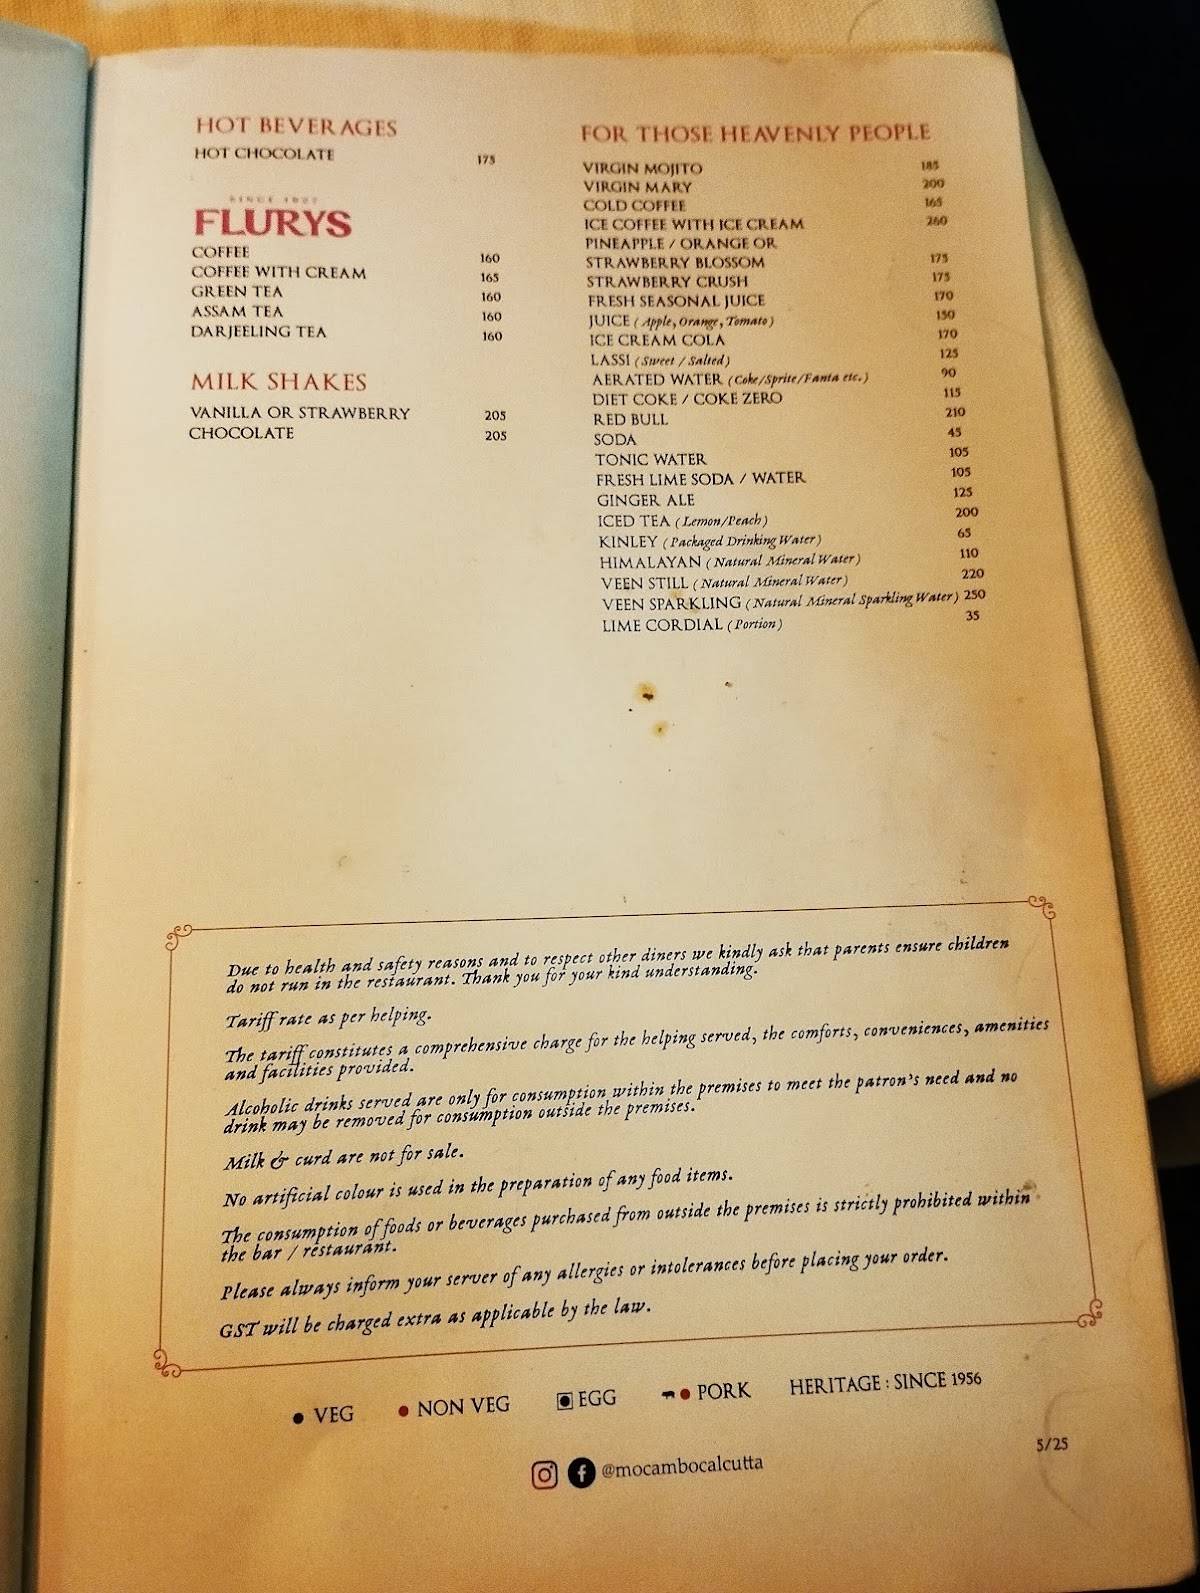 HOT BEVERAGES
HOT CHOCOLATE 175
SINCE 1927
FLURYS
COFFEE 160
COFFEE WITH CREAM 165
GREEN TEA 160
ASSAM TEA 160
DARJEELING TEA 160
MILK SHAKES
VANILLA OR STRAWBERRY 205
CHOCOLATE 205
FOR THOSE HEAVENLY PEOPLE
VIRGIN MOJITO 185
VIRGIN MARY 200
COLD COFFEE 165
ICE COFFEE WITH ICE CREAM 260
PINEAPPLE / ORANGE OR
STRAWBERRY BLOSSOM 175
STRAWBERRY CRUSH 175
FRESH SEASONAL JUICE 170
JUICE (Apple, Orange, Tomato) 150
ICE CREAM COLA 170
LASSI (Sweet / Salted) 125
AERATED WATER (Coke/Sprite/Fanta etc.) 90
DIET COKE / COKE ZERO 115
RED BULL 210
SODA 45
TONIC WATER 105
FRESH LIME SODA / WATER 105
GINGER ALE 125
ICED TEA (Lemon/Peach) 200
KINLEY (Packaged Drinking Water) 65
HIMALAYAN (Natural Mineral Water) 110
VEEN STILL (Natural Mineral Water) 220
VEEN SPARKLING (Natural Mineral Sparkling Water) 250
LIME CORDIAL (Portion) 35
Due to health and safety reasons and to respect other diners we kindly ask that parents ensure children
do not run in the restaurant. Thank you for your kind understanding.
Tariff rate as per helping.
The tariff constitutes a comprehensive charge for the helping served, the comforts, conveniences, amenities
and facilities provided.
Alcoholic drinks served are only for consumption within the premises to meet the patron's need and no
drink may be removed for consumption outside the premises.
Milk & curd are not for sale.
No artificial colour is used in the preparation of any food items.
The consumption of foods or beverages purchased from outside the premises is strictly prohibited within
the bar / restaurant.
Please always inform your server of any allergies or intolerances before placing your order.
GST will be charged extra as applicable by the law.
VEG NON VEG EGG PORK HERITAGE : SINCE 1956
5/25
@mocambocalcutta